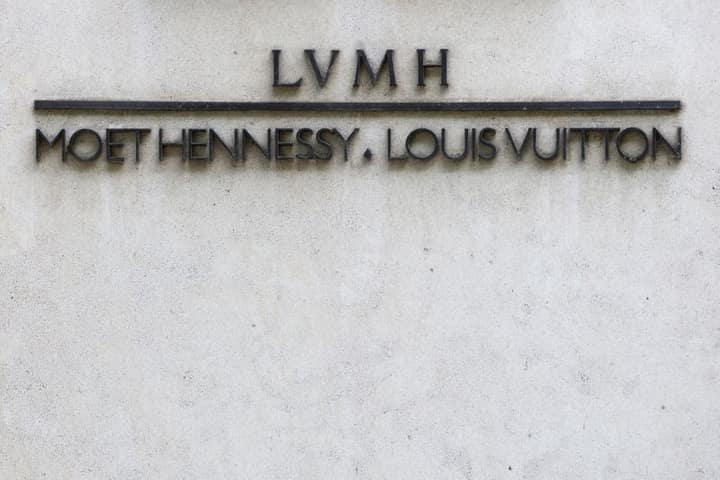 LVMH
MOET HENNESSY . LOUIS VUITTON